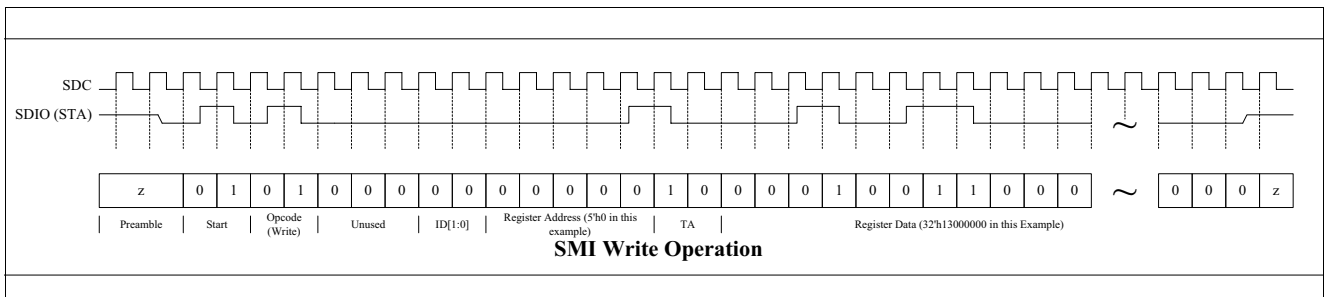 SDC
SDIO (STA)
~
z 0 1 0 1 0 0 0 0 0 0 0 0 0 0 1 0 0 0 0 1 0 0 1 1 0 0 0 ~ 0 0 0 z
Preamble Start Opcode (Write) Unused ID[1:0] Register Address (5'h0 in this example) TA Register Data (32'h13000000 in this Example)
SMI Write Operation